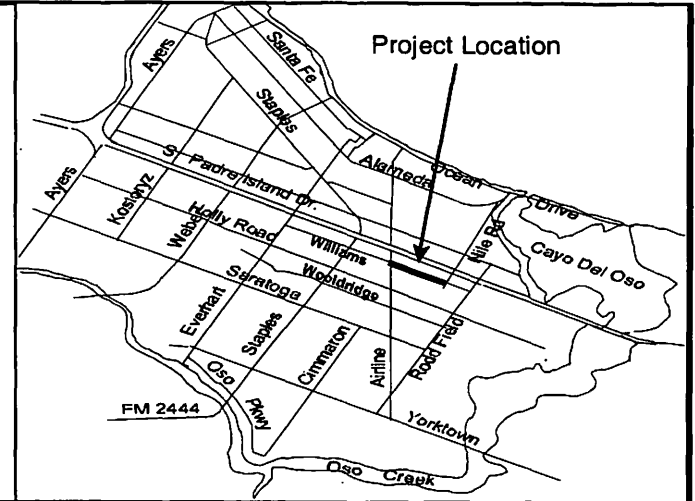 Project Location
Ayers
Santa Fe
Staples
Alameda
Ocean
Drive
S. Padre Island Dr.
Ayers
Kostoryz
Weber
Holly Road
Williams
Wooldridge
Nile Rd
Cayo Del Oso
Saratoga
Everhart
Staples
Cimmaron
Airline
Rodd Field
Oso
Pkwy
FM 2444
Yorktown
Oso Creek